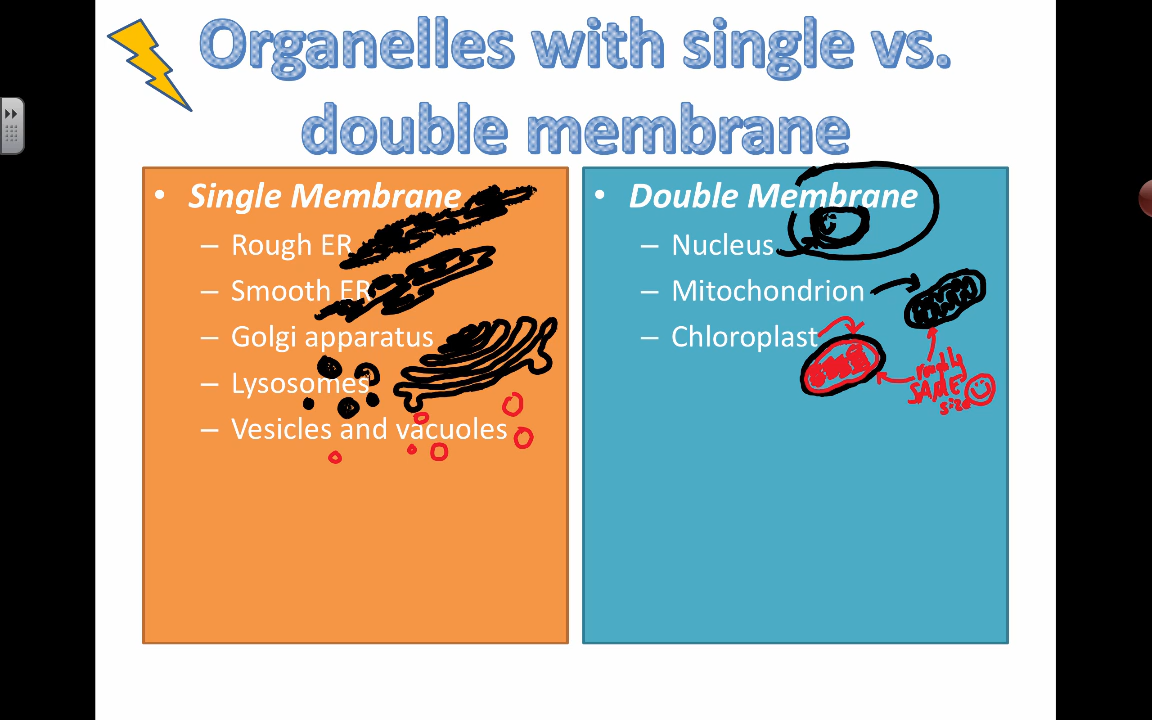 Organelles with single vs.
double membrane
• Single Membrane
– Rough ER
– Smooth ER
– Golgi apparatus
– Lysosomes
– Vesicles and vacuoles
• Double Membrane
– Nucleus
– Mitochondrion
– Chloroplast
SAME
size